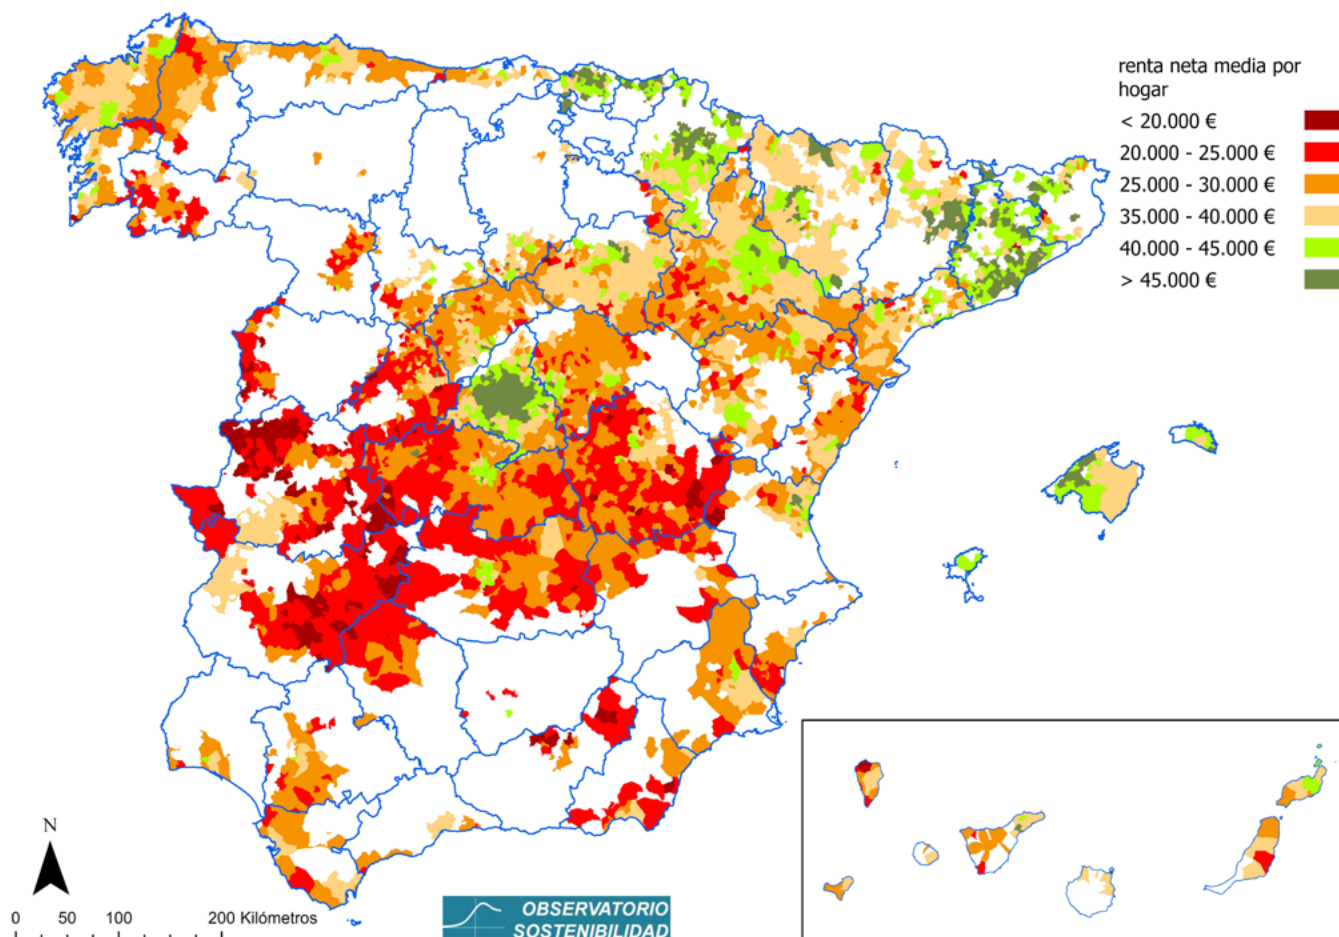 renta neta media por
hogar
< 20.000 €
20.000 - 25.000 €
25.000 - 30.000 €
35.000 - 40.000 €
40.000 - 45.000 €
> 45.000 €
N
0 50 100 200 Kilómetros
OBSERVATORIO
SOSTENIBILIDAD